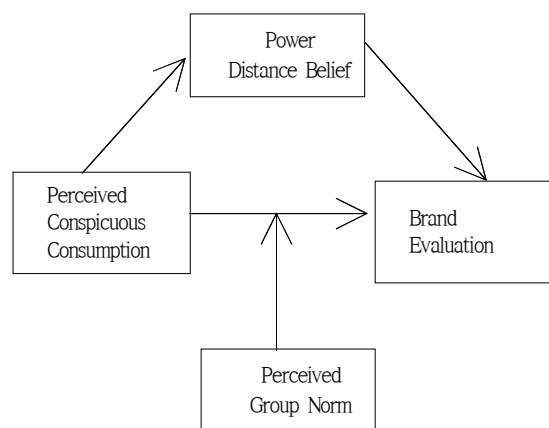 Power
Distance Belief
Perceived
Conspicuous
Consumption
Brand
Evaluation
Perceived
Group Norm